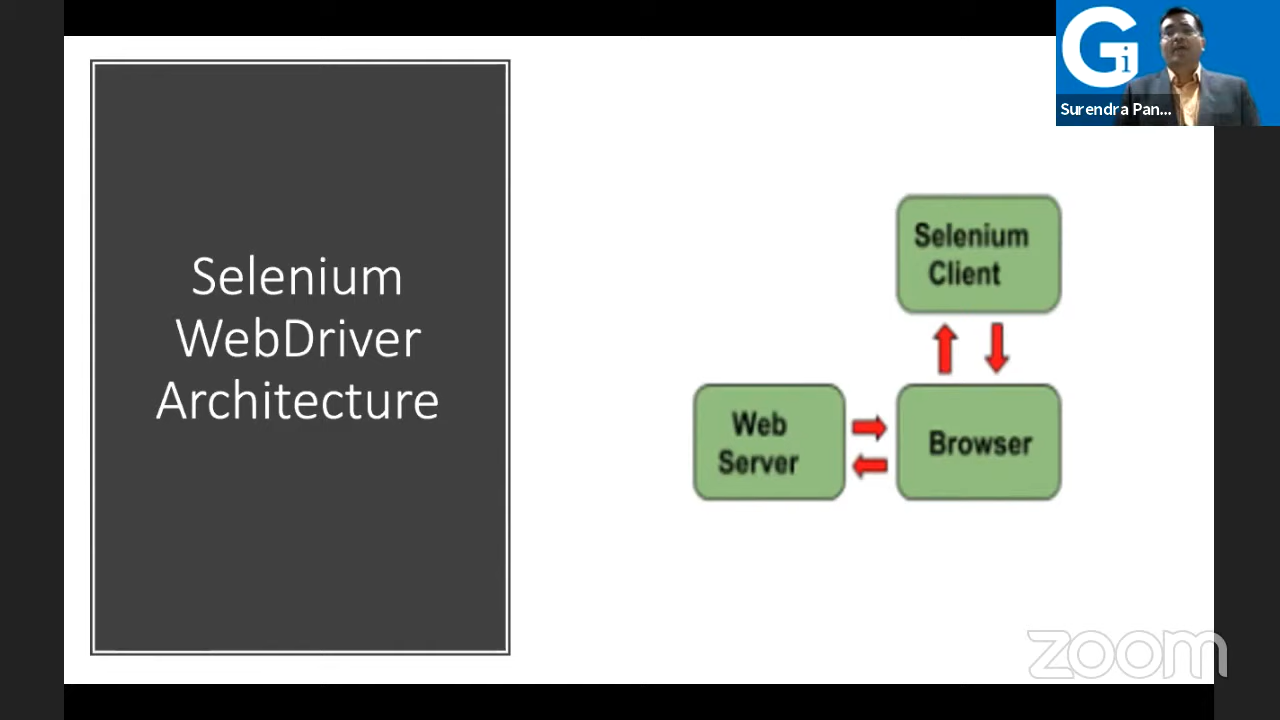 Gi
Surendra Pan...
Selenium
WebDriver
Architecture
Selenium
Client
Web
Server
Browser
zoom